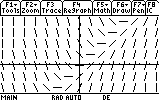 F1▾ F2▾ F3 F4 F5▾ F6▾ F7▾ F8
Tools Zoom Trace ReGraph Math Draw Pen IC
MAIN RAD AUTO DE